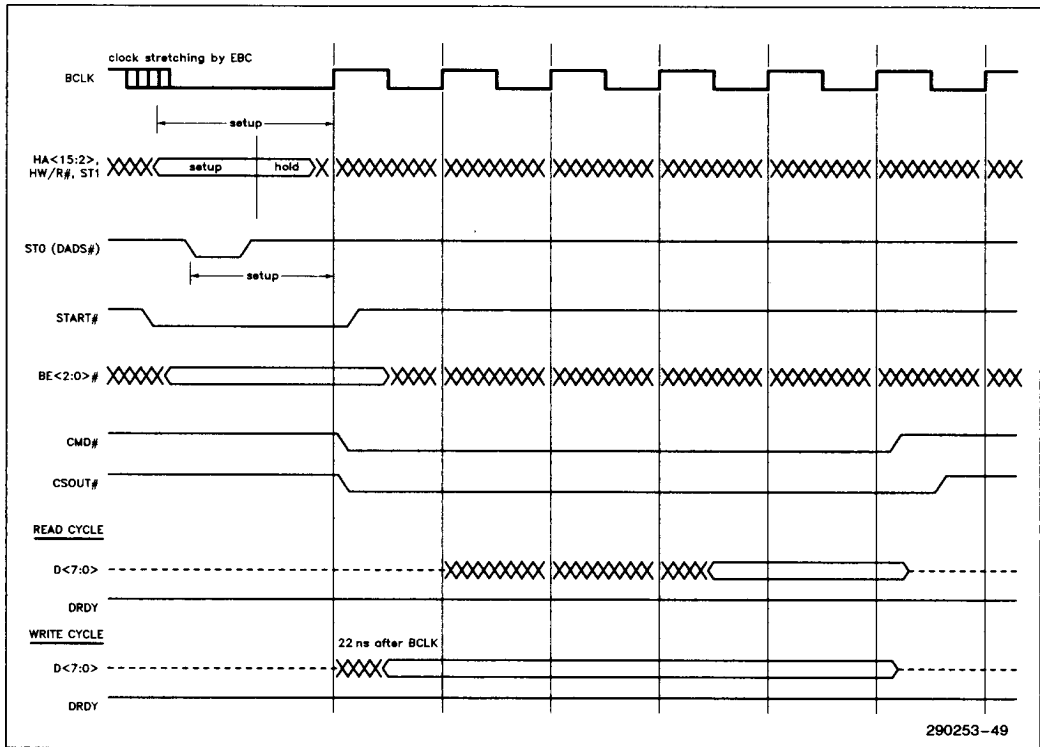 clock stretching by EBC
BCLK
setup
HA<15:2>,
HW/R#, ST1
setup
hold
ST0 (DADS#)
setup
START#
BE<2:0>#
CMD#
CSOUT#
READ CYCLE
D<7:0>
DRDY
WRITE CYCLE
22 ns after BCLK
D<7:0>
DRDY
290253-49